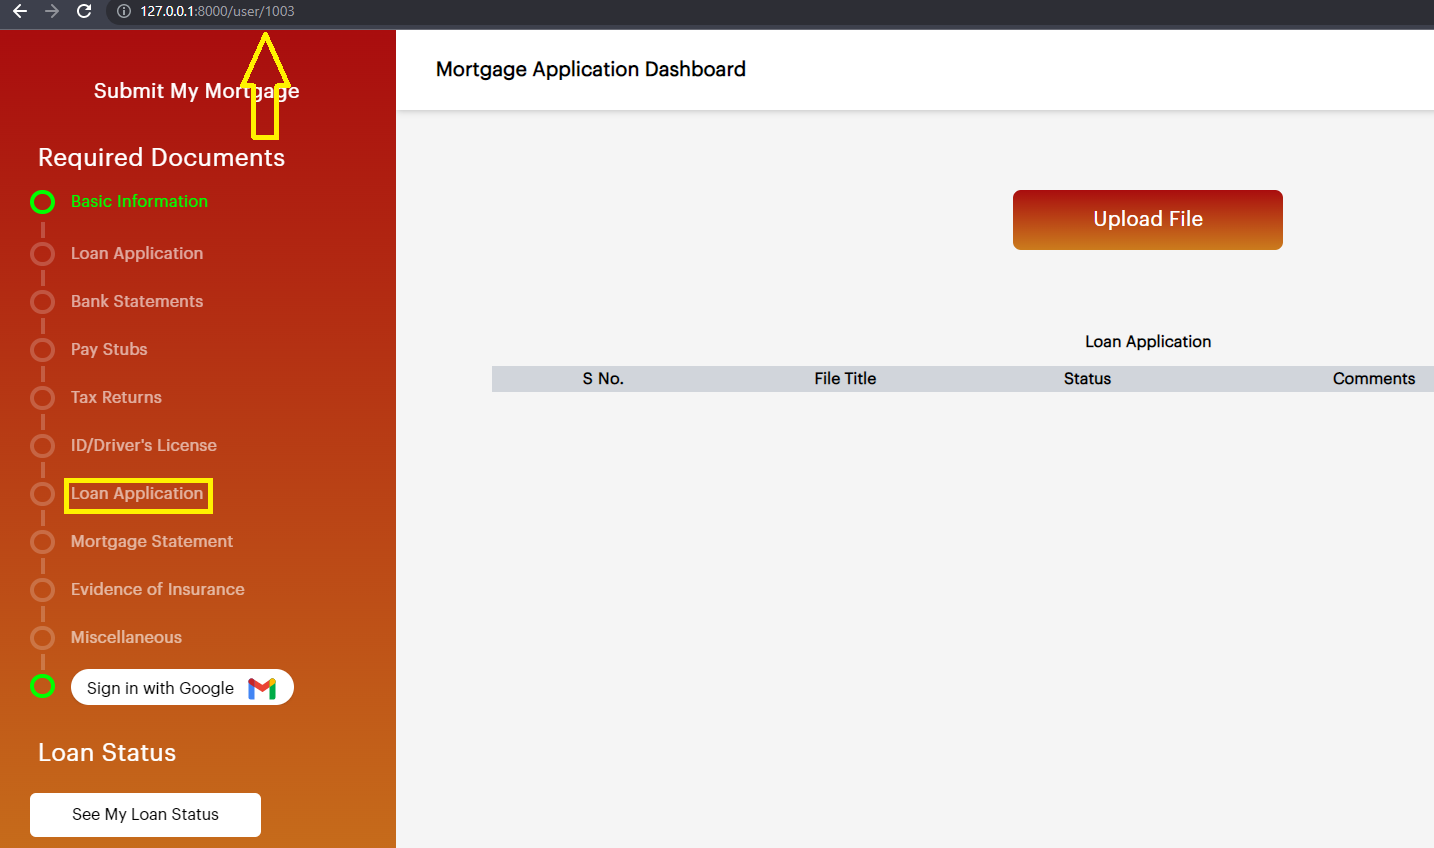 127.0.0.1:8000/user/1003
Submit My Mortgage
Required Documents
Basic Information
Loan Application
Bank Statements
Pay Stubs
Tax Returns
ID/Driver's License
Loan Application
Mortgage Statement
Evidence of Insurance
Miscellaneous
Sign in with Google
Loan Status
See My Loan Status
Mortgage Application Dashboard
Upload File
Loan Application
S No. File Title Status Comments